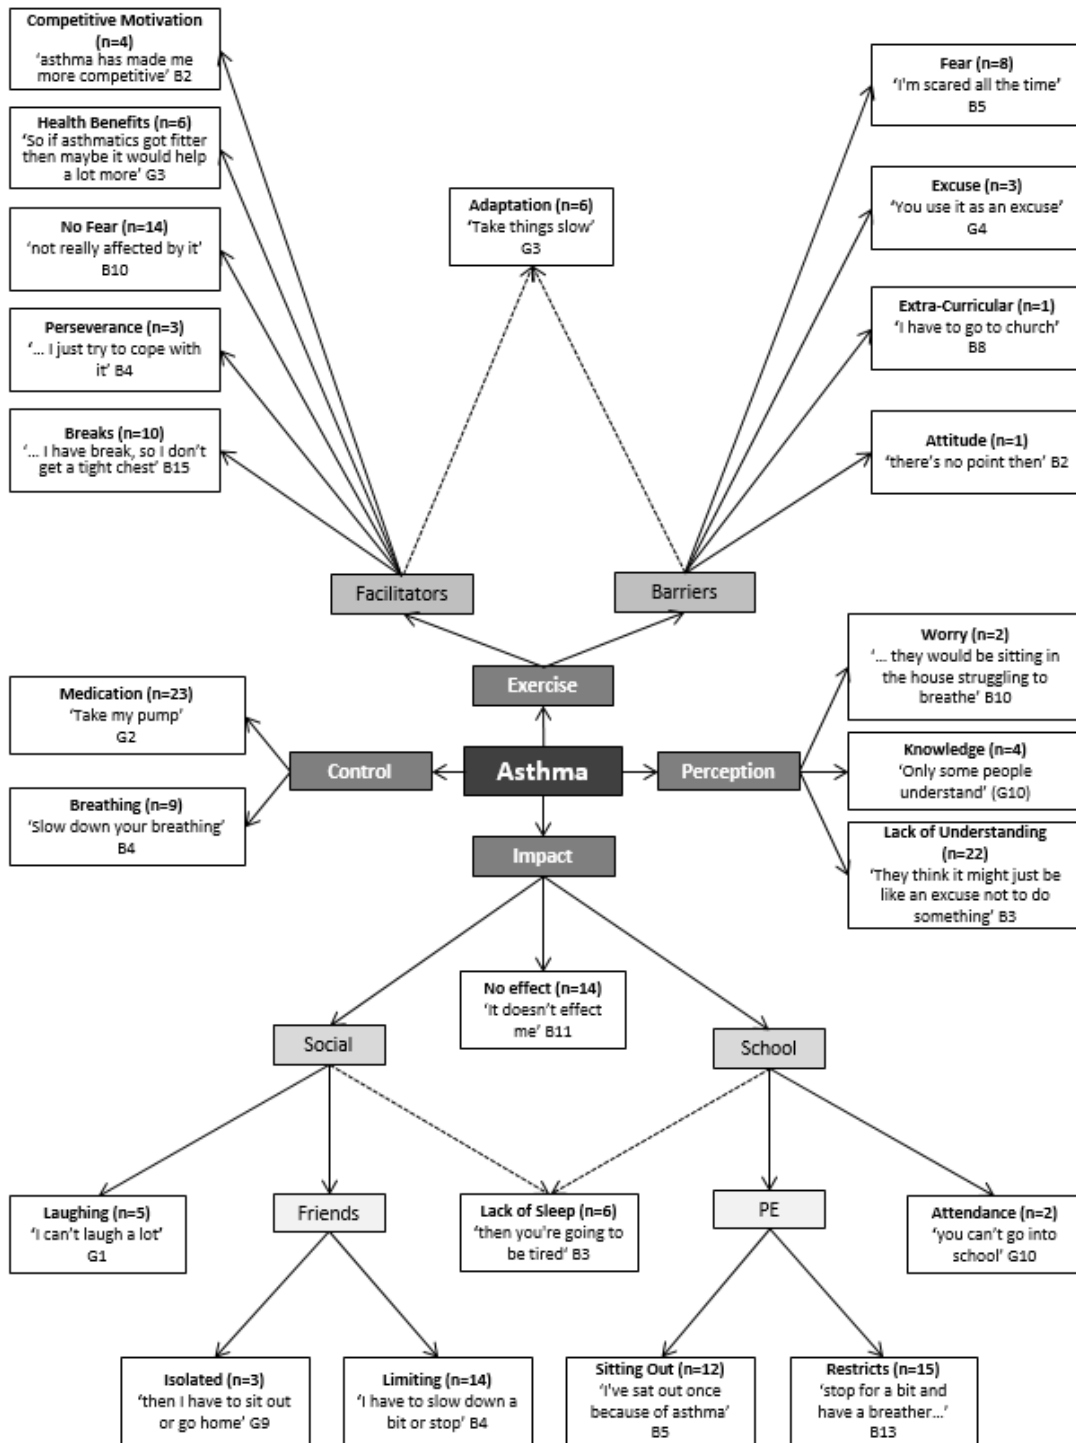 Competitive Motivation
(n=4)
‘asthma has made me
more competitive’ B2
Health Benefits (n=6)
‘So if asthmatics got fitter
then maybe it would help
a lot more’ G3
No Fear (n=14)
‘not really affected by it’
B10
Perseverance (n=3)
‘… I just try to cope with
it’ B4
Breaks (n=10)
‘… I have break, so I don’t
get a tight chest’ B15
Adaptation (n=6)
‘Take things slow’
G3
Fear (n=8)
‘I'm scared all the time’
B5
Excuse (n=3)
‘You use it as an excuse’
G4
Extra-Curricular (n=1)
‘I have to go to church’
B8
Attitude (n=1)
‘there’s no point then’ B2
Facilitators
Barriers
Exercise
Medication (n=23)
‘Take my pump’
G2
Breathing (n=9)
‘Slow down your breathing’
B4
Control
Asthma
Perception
Worry (n=2)
‘… they would be sitting in
the house struggling to
breathe’ B10
Knowledge (n=4)
‘Only some people
understand’ (G10)
Lack of Understanding
(n=22)
‘They think it might just be
like an excuse not to do
something’ B3
Impact
No effect (n=14)
‘It doesn’t effect
me’ B11
Social
School
Laughing (n=5)
‘I can’t laugh a lot’
G1
Friends
Lack of Sleep (n=6)
‘then you're going to
be tired’ B3
PE
Attendance (n=2)
‘you can’t go into
school’ G10
Isolated (n=3)
‘then I have to sit out
or go home’ G9
Limiting (n=14)
‘I have to slow down a
bit or stop’ B4
Sitting Out (n=12)
‘I've sat out once
because of asthma’
B5
Restricts (n=15)
‘stop for a bit and
have a breather…’
B13